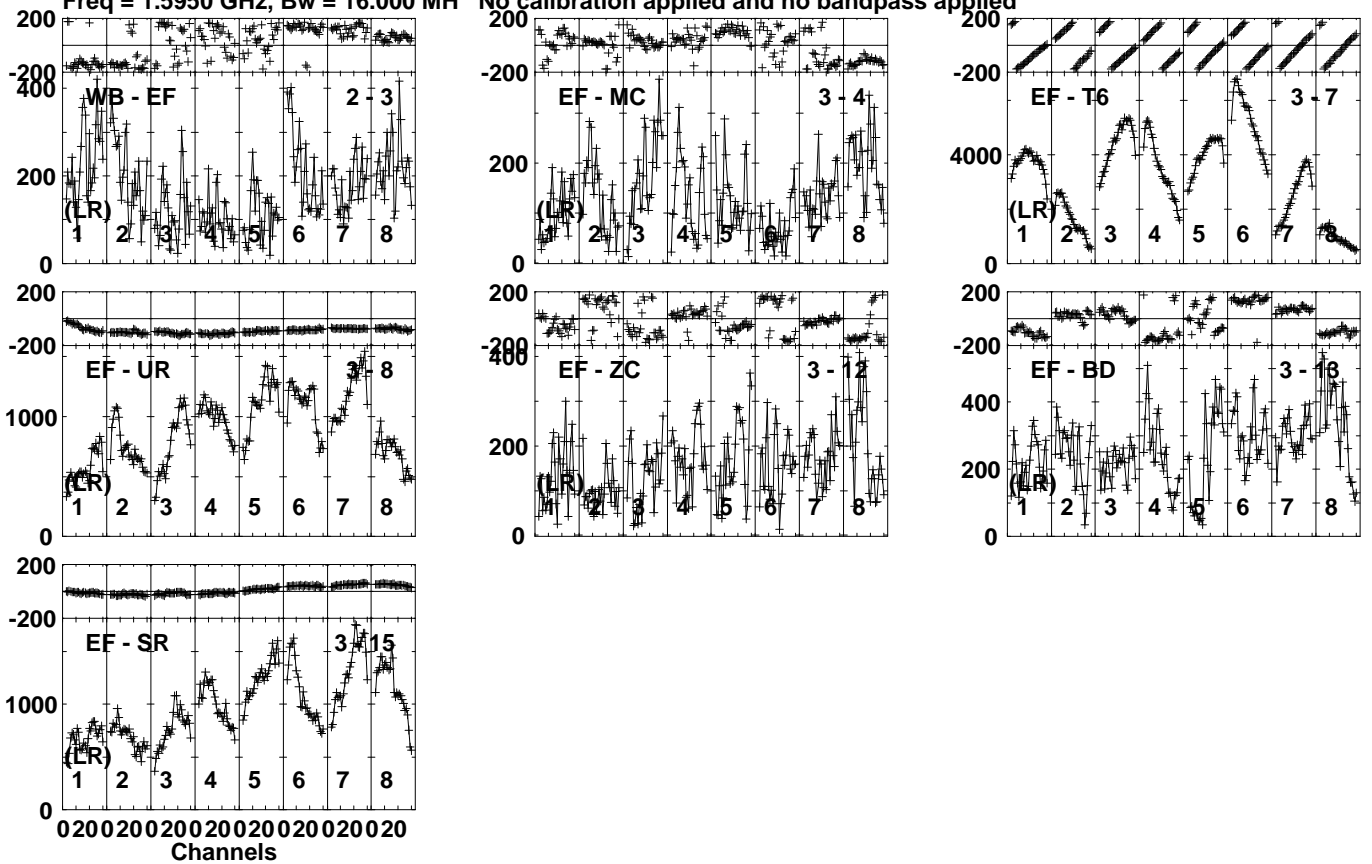 Freq = 1.5950 GHz, Bw = 16.000 MH No calibration applied and no bandpass applied
200
-200
400
200
0
WB - EF 2 - 3
(LR)
1 2 3 4 5 6 7 8
200
-200
200
0
EF - MC 3 - 4
(LR)
1 2 3 4 5 6 7 8
200
-200
4000
0
EF - T6 3 - 7
(LR)
1 2 3 4 5 6 7 8
200
-200
1000
0
EF - UR 3 - 8
(LR)
1 2 3 4 5 6 7 8
200
-200
400
200
0
EF - ZC 3 - 12
(LR)
1 2 3 4 5 6 7 8
200
-200
400
200
0
EF - BD 3 - 13
(LR)
1 2 3 4 5 6 7 8
200
-200
1000
0
EF - SR 3 - 15
(LR)
1 2 3 4 5 6 7 8
0 20 0 20 0 20 0 20 0 20 0 20 0 20 0 20
Channels